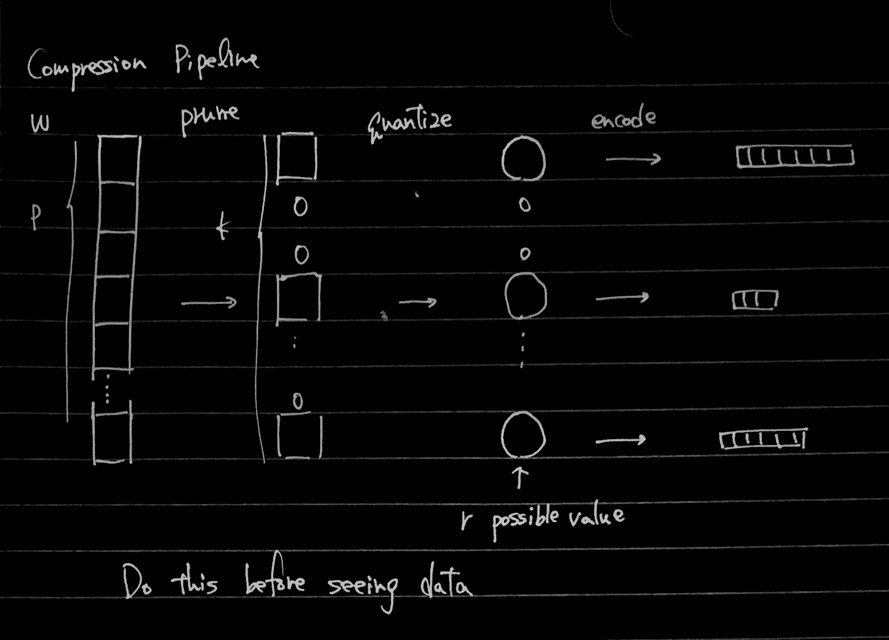 Compression Pipeline
W prune quantize encode
P
0 0
k
0 0
0
r possible value
Do this before seeing data